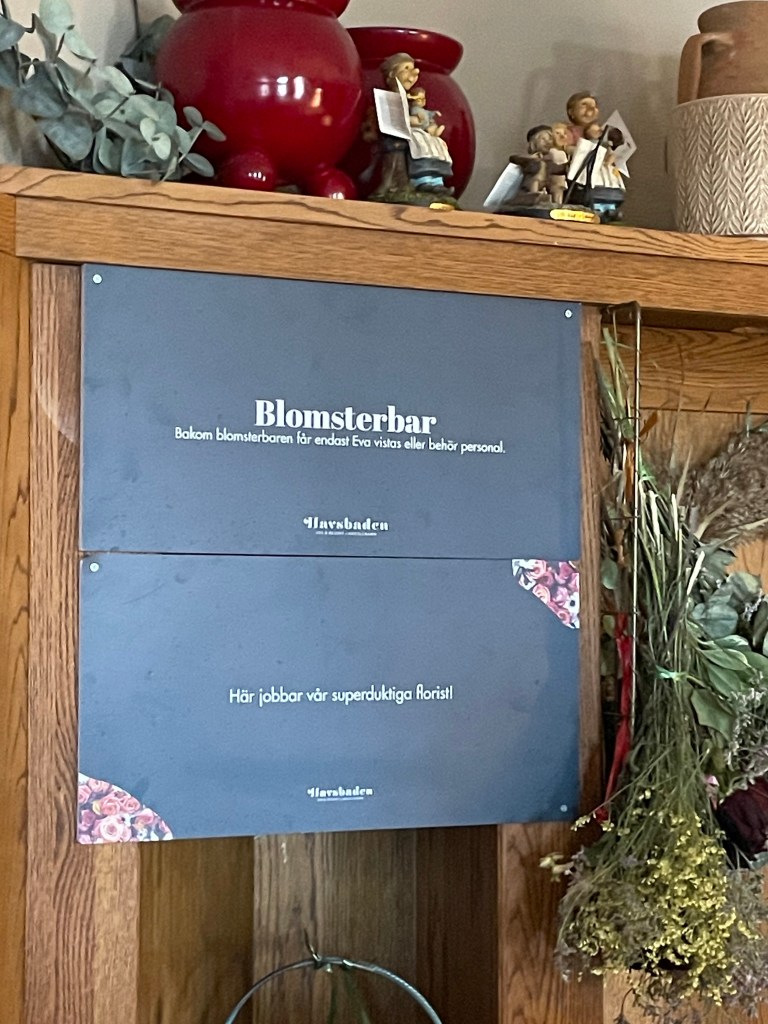 Blomsterbar
Bakom blomsterbaren får endast Eva vistas eller behör personal.
Havsbaden
Här jobbar vår superduktiga florist!
Havsbaden